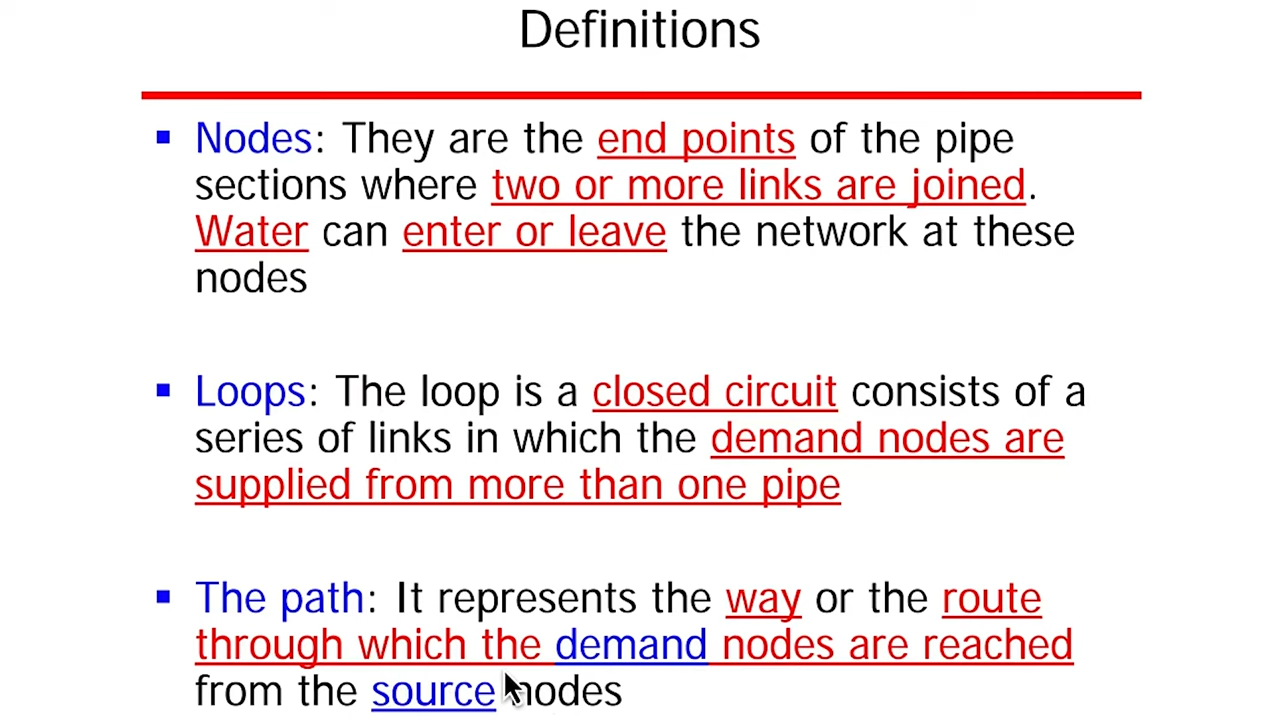 Definitions
▪ Nodes: They are the end points of the pipe
sections where two or more links are joined.
Water can enter or leave the network at these
nodes
▪ Loops: The loop is a closed circuit consists of a
series of links in which the demand nodes are
supplied from more than one pipe
▪ The path: It represents the way or the route
through which the demand nodes are reached
from the source nodes